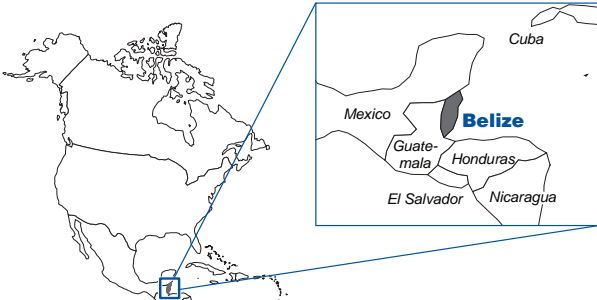 Cuba
Mexico
Belize
Guate-
mala
Honduras
El Salvador
Nicaragua